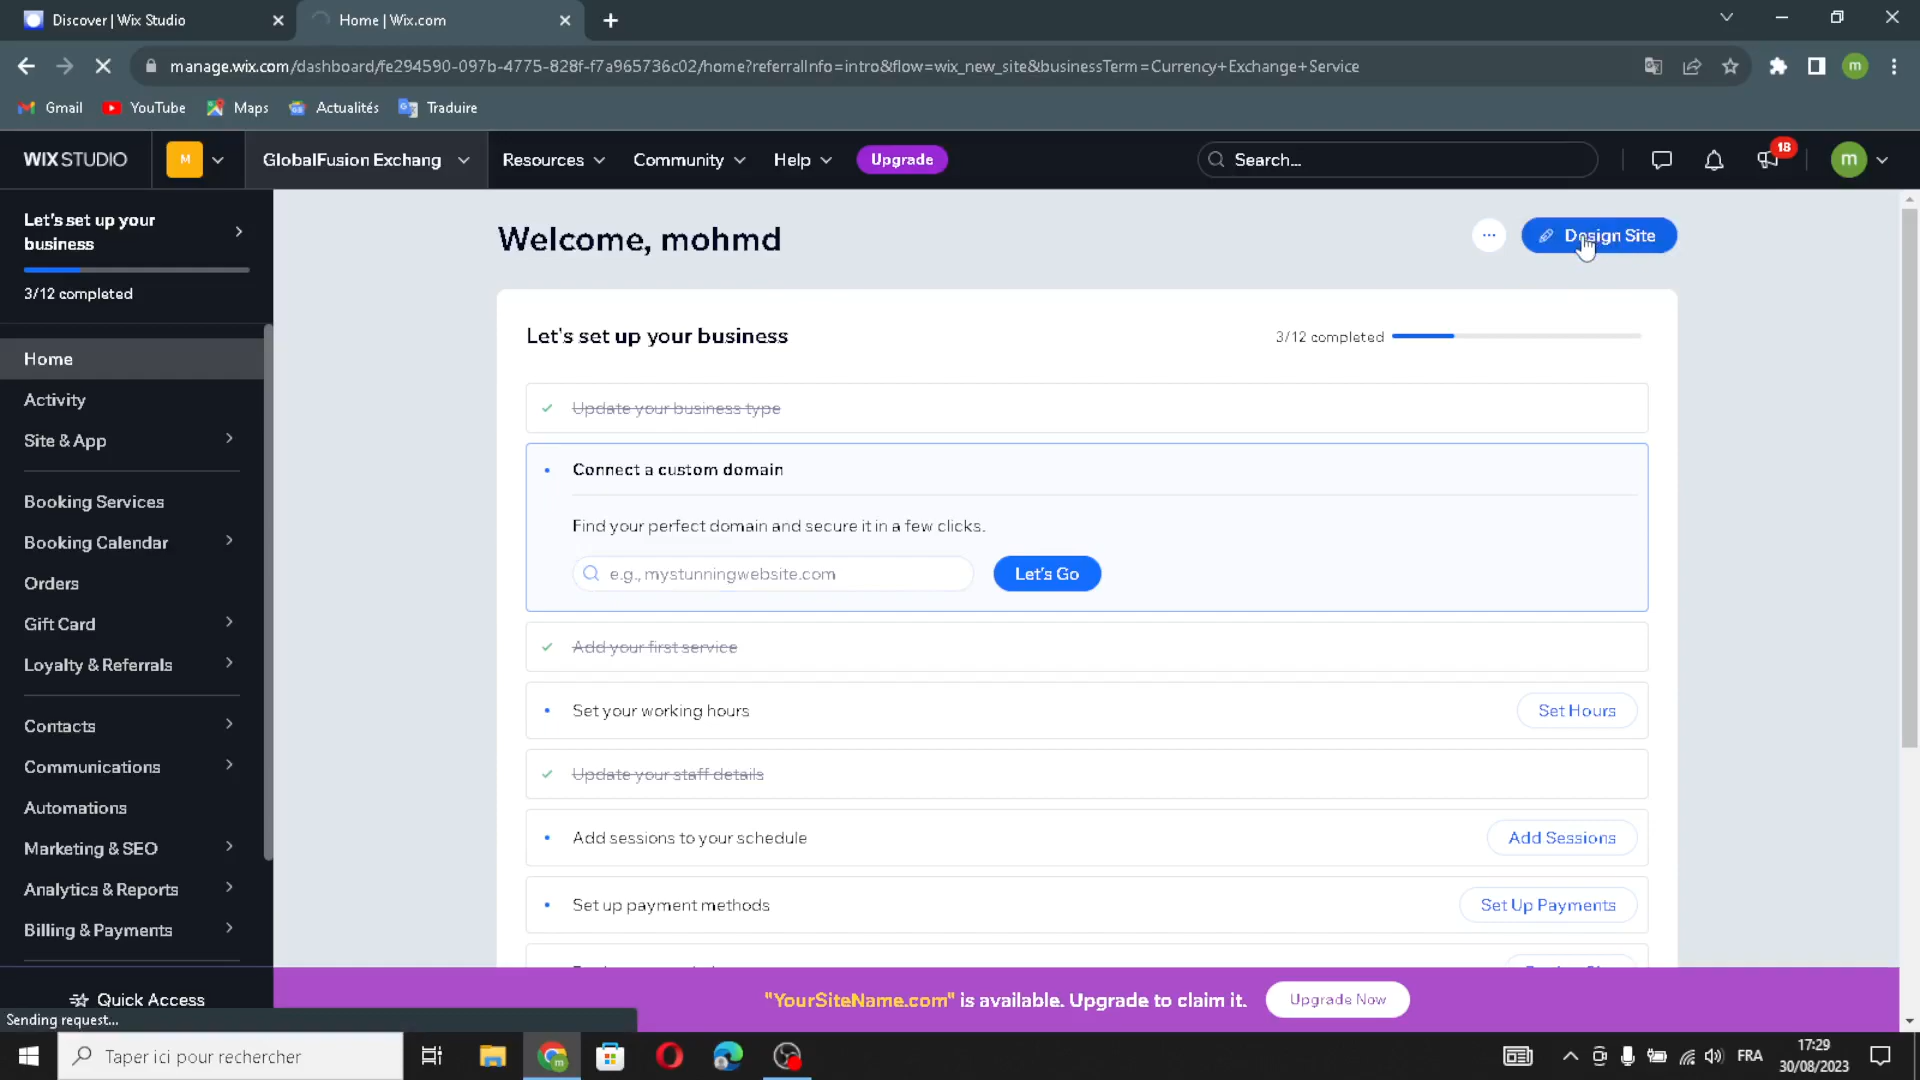 Discover | Wix Studio
Home | Wix.com
manage.wix.com/dashboard/fe294590-097b-4775-828f-f7a965736c02/home?referralInfo=intro&flow=wix_new_site&businessTerm=Currency+Exchange+Service
m
Gmail
YouTube
Maps
Actualités
Traduire
WIX STUDIO
M
GlobalFusion Exchang
Resources
Community
Help
Upgrade
Search...
18
m
Let's set up your
business
3/12 completed
Home
Activity
Site & App
Booking Services
Booking Calendar
Orders
Gift Card
Loyalty & Referrals
Contacts
Communications
Automations
Marketing & SEO
Analytics & Reports
Billing & Payments
Quick Access
Sending request...
Welcome, mohmd
Design Site
Let's set up your business
3/12 completed
Update your business type
Connect a custom domain
Find your perfect domain and secure it in a few clicks.
e.g., mystunningwebsite.com
Let's Go
Add your first service
Set your working hours
Set Hours
Update your staff details
Add sessions to your schedule
Add Sessions
Set up payment methods
Set Up Payments
"YourSiteName.com" is available. Upgrade to claim it.
Upgrade Now
Taper ici pour rechercher
FRA
17:29
30/08/2023